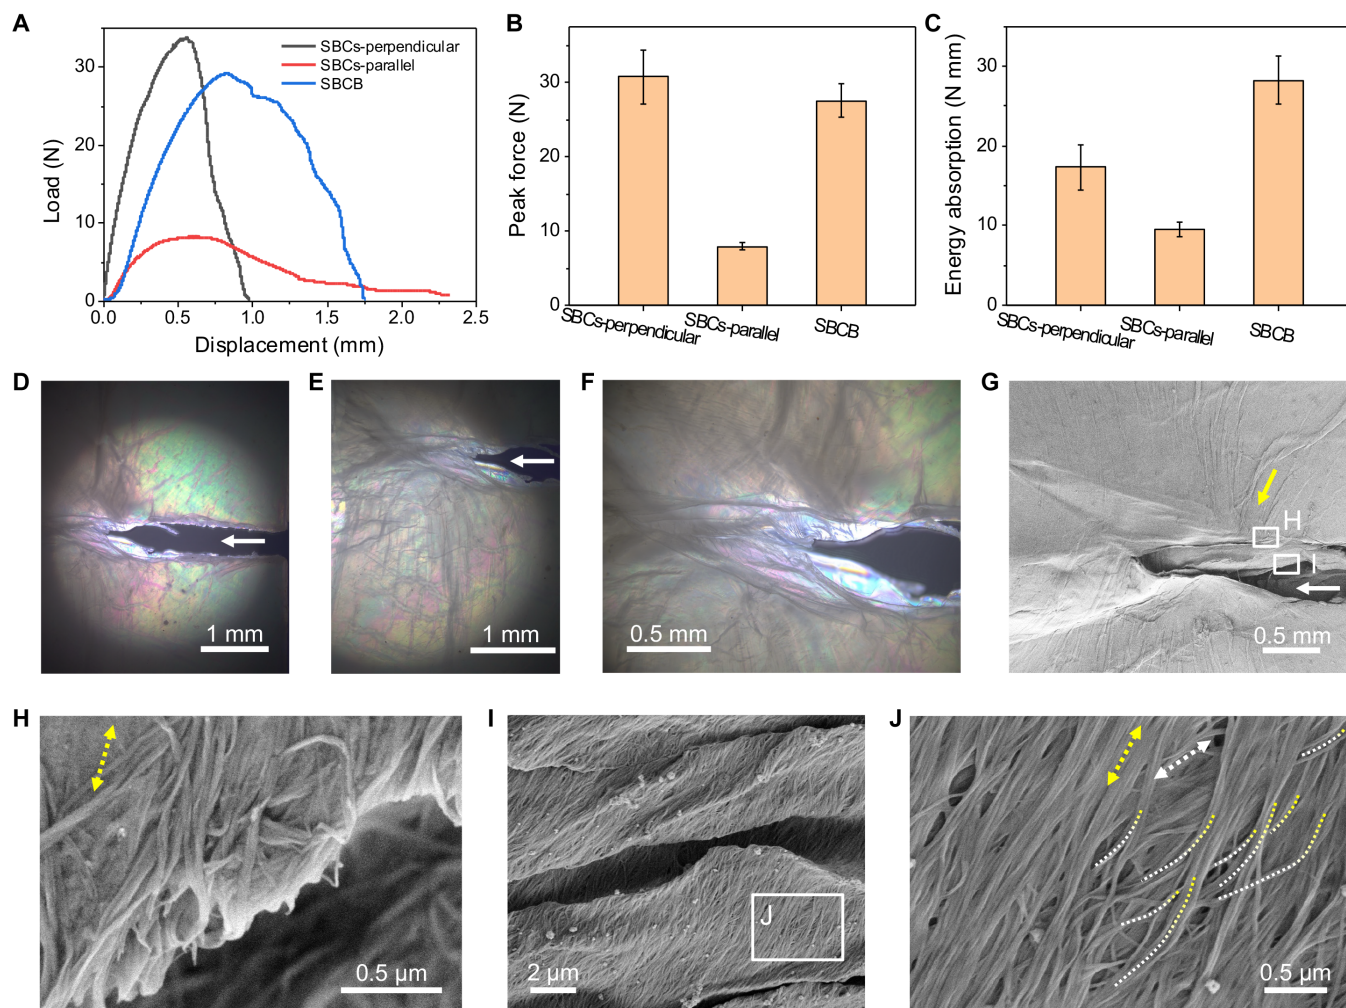 A
Load (N)
30
20
10
0
0.0
0.5
1.0
1.5
2.0
2.5
Displacement (mm)
SBCs-perpendicular
SBCs-parallel
SBCB
B
Peak force (N)
30
20
10
0
SBCs-perpendicular
SBCs-parallel
SBCB
C
Energy absorption (N mm)
30
20
10
0
SBCs-perpendicular
SBCs-parallel
SBCB
D
1 mm
E
1 mm
F
0.5 mm
G
H
I
0.5 mm
H
0.5 µm
I
J
2 µm
J
0.5 µm